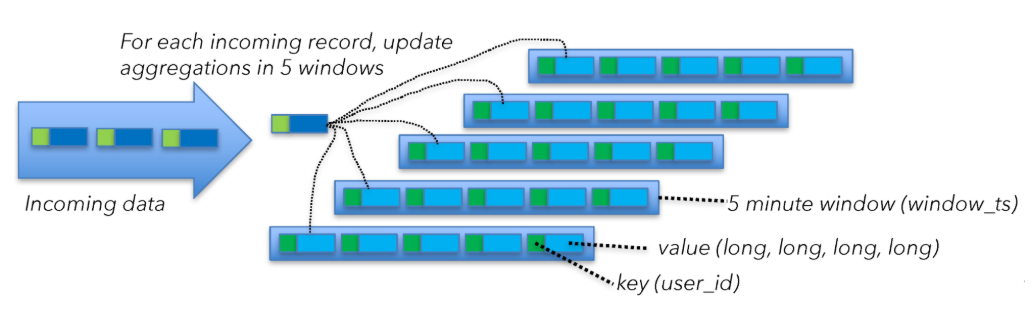 For each incoming record, update
aggregations in 5 windows
Incoming data
5 minute window (window_ts)
value (long, long, long, long)
key (user_id)